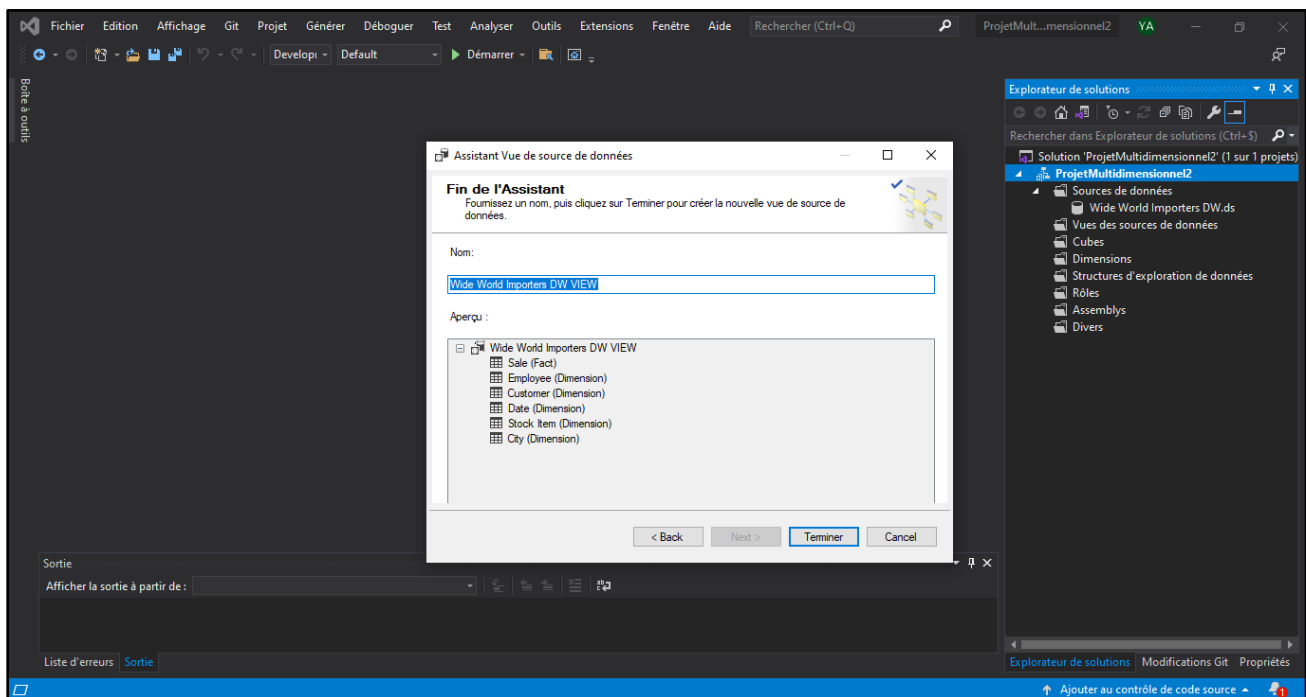 Fichier Edition Affichage Git Projet Générer Déboguer Test Analyser Outils Extensions Fenêtre Aide Rechercher (Ctrl+Q) ProjetMult...mensionnel2 YA
Developı Default Démarrer
Boîte à outils
Explorateur de solutions
Rechercher dans Explorateur de solutions (Ctrl+$)
Solution 'ProjetMultidimensionnel2' (1 sur 1 projets)
ProjetMultidimensionnel2
Sources de données
Wide World Importers DW.ds
Vues des sources de données
Cubes
Dimensions
Structures d'exploration de données
Rôles
Assemblys
Divers
Assistant Vue de source de données
Fin de l'Assistant
Fournissez un nom, puis cliquez sur Terminer pour créer la nouvelle vue de source de
données.
Nom:
Wide World Importers DW VIEW
Aperçu :
Wide World Importers DW VIEW
Sale (Fact)
Employee (Dimension)
Customer (Dimension)
Date (Dimension)
Stock Item (Dimension)
City (Dimension)
< Back Next > Terminer Cancel
Sortie
Afficher la sortie à partir de :
Liste d'erreurs Sortie
Explorateur de solutions Modifications Git Propriétés
Ajouter au contrôle de code source 1